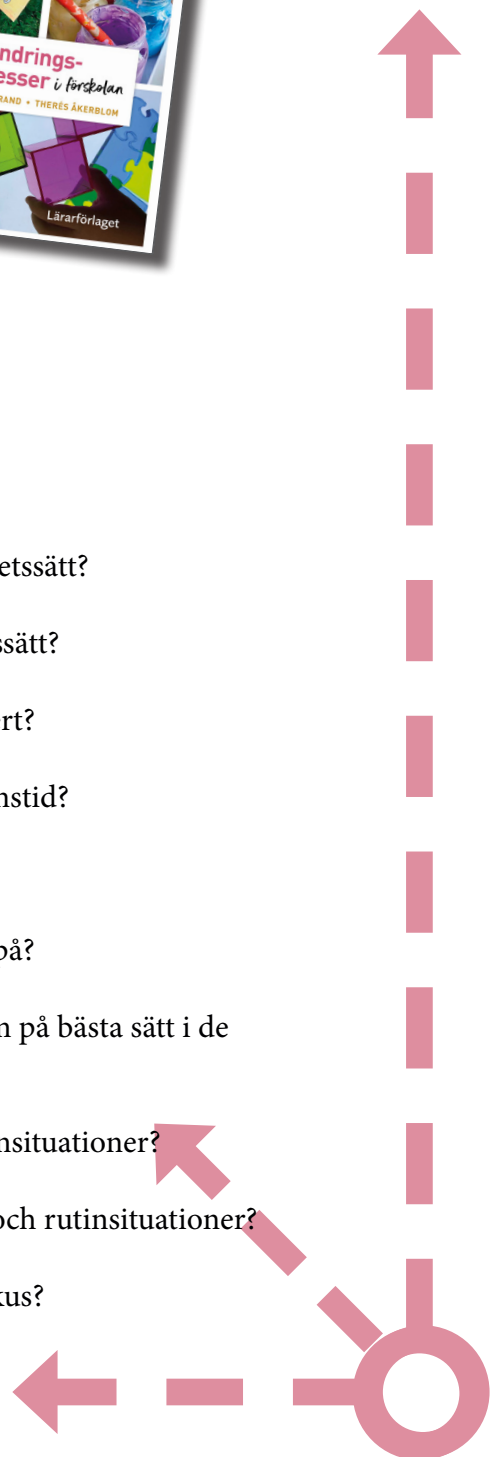 ndrings-
esser i förskolan
RAND • THERÉS ÅKERBLOM
Lärarförlaget
etssätt?
ssätt?
rt?
nstid?
på?
n på bästa sätt i de
nsituationer?
och rutinsituationer?
kus?